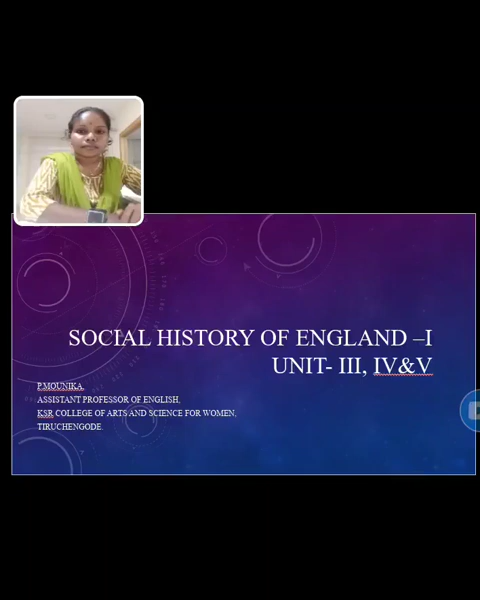 SOCIAL HISTORY OF ENGLAND –I
UNIT- III, IV&V
P.MOUNIKA,
ASSISTANT PROFESSOR OF ENGLISH,
KSR COLLEGE OF ARTS AND SCIENCE FOR WOMEN,
TIRUCHENGODE.